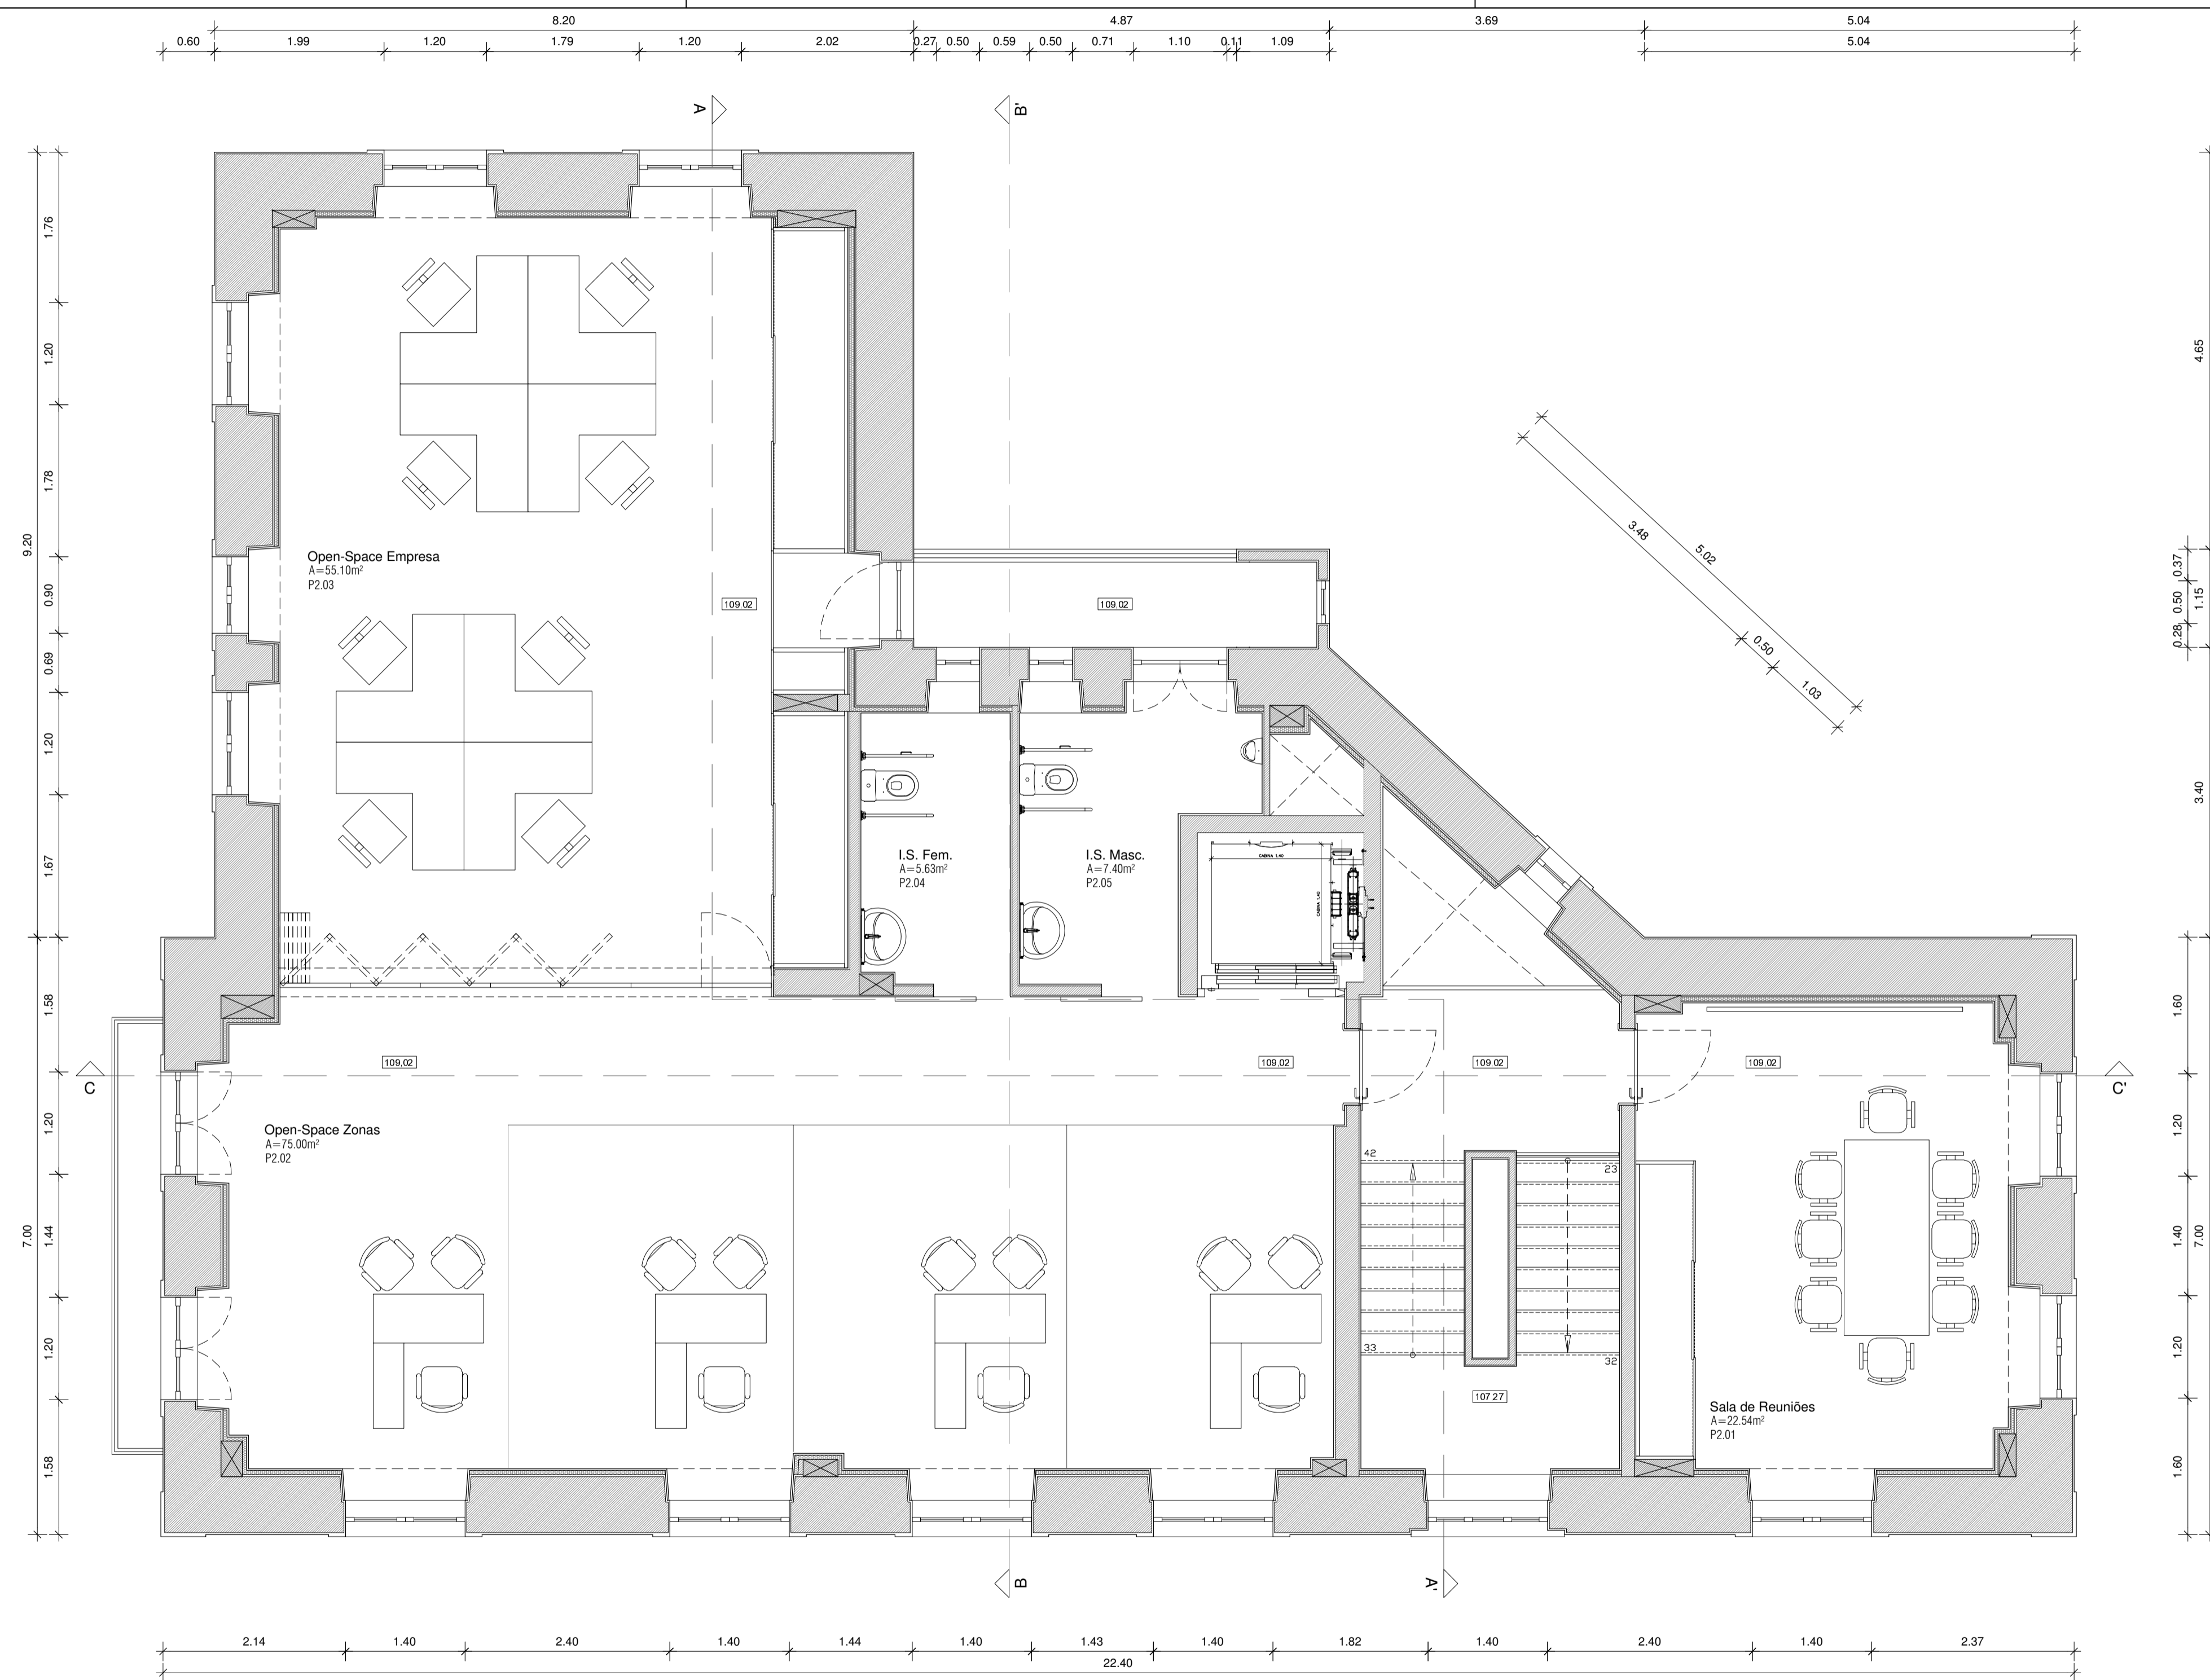 8.20 4.87 3.69 5.04
0.60 1.99 1.20 1.79 1.20 2.02 0.27 0.50 0.59 0.50 0.71 1.10 0.11 1.09 5.04
A B'
1.76
1.20
1.78
9.20
0.90
0.69
1.20
1.67
1.58
1.20
7.00
1.44
1.20
1.58
4.65
0.37
0.50
1.15
0.28
3.40
1.60
1.20
1.40
7.00
1.20
1.60
3.48
5.02
0.50
1.03
Open-Space Empresa
A=55.10m²
P2.03
109.02
109.02
I.S. Fem.
A=5.63m²
P2.04
I.S. Masc.
A=7.40m²
P2.05
CABINA 1.40
CABINA 1.40
109.02
109.02
109.02
109.02
C
C'
Open-Space Zonas
A=75.00m²
P2.02
42
23
33
32
107.27
Sala de Reuniões
A=22.54m²
P2.01
B A'
2.14 1.40 2.40 1.40 1.44 1.40 1.43 1.40 1.82 1.40 2.40 1.40 2.37
22.40